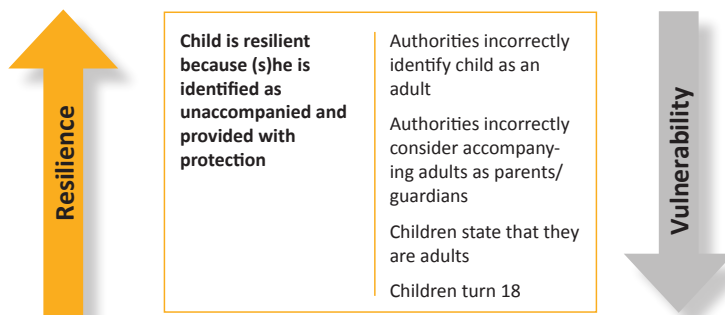 Resilience
Child is resilient
because (s)he is
identified as
unaccompanied and
provided with
protection
Authorities incorrectly
identify child as an
adult
Authorities incorrectly
consider accompany-
ing adults as parents/
guardians
Children state that they
are adults
Children turn 18
Vulnerability